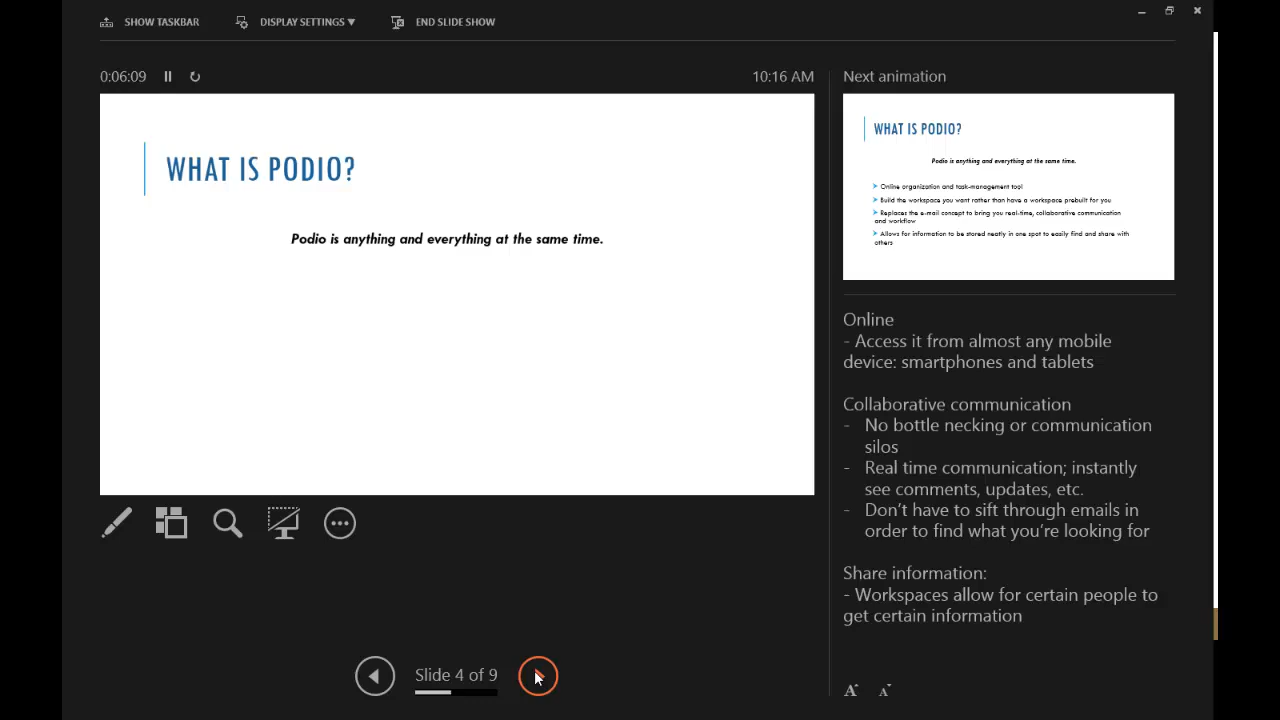 SHOW TASKBAR
DISPLAY SETTINGS ▼
END SLIDE SHOW
0:06:09
10:16 AM
WHAT IS PODIO?
Podio is anything and everything at the same time.
Slide 4 of 9
Next animation
WHAT IS PODIO?
Podio is anything and everything at the same time.
➤ Online organization and task-management tool
➤ Build the workspace you want rather than have a workspace prebuilt for you
➤ Replaces the e-mail concept to bring you real-time, collaborative communication
and workflow
➤ Allows for information to be stored neatly in one spot to easily find and share with
others
Online
- Access it from almost any mobile
device: smartphones and tablets
Collaborative communication
- No bottle necking or communication
silos
- Real time communication; instantly
see comments, updates, etc.
- Don't have to sift through emails in
order to find what you're looking for
Share information:
- Workspaces allow for certain people to
get certain information
A A